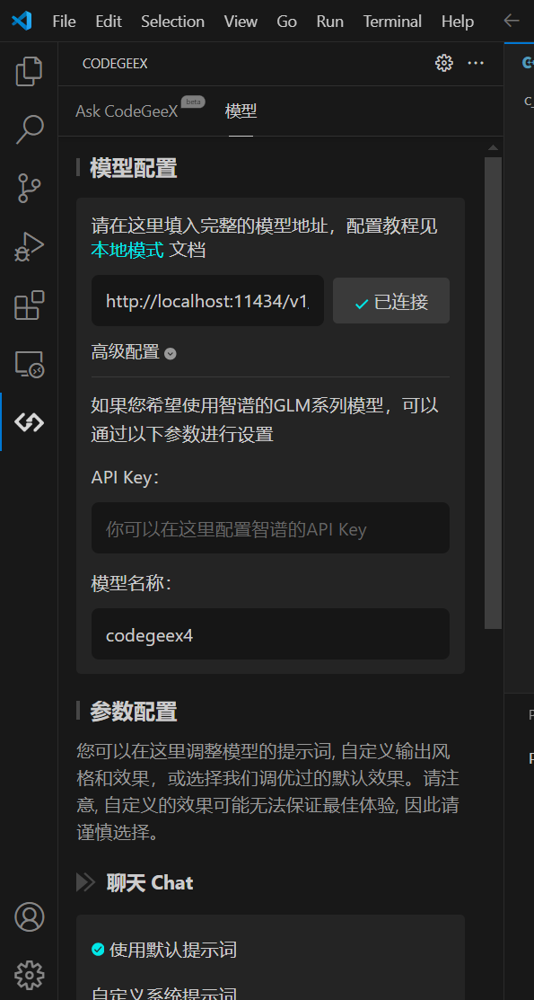 File Edit Selection View Go Run Terminal Help
CODEGEEX
Ask CodeGeeX beta 模型
模型配置
请在这里填入完整的模型地址，配置教程见
本地模式 文档
http://localhost:11434/v1, 已连接
高级配置
如果您希望使用智谱的GLM系列模型，可以
通过以下参数进行设置
API Key：
你可以在这里配置智谱的API Key
模型名称：
codegeex4
参数配置
您可以在这里调整模型的提示词, 自定义输出风
格和效果，或选择我们调优过的默认效果。请注
意, 自定义的效果可能无法保证最佳体验, 因此请
谨慎选择。
聊天 Chat
使用默认提示词
自定义系统提示词